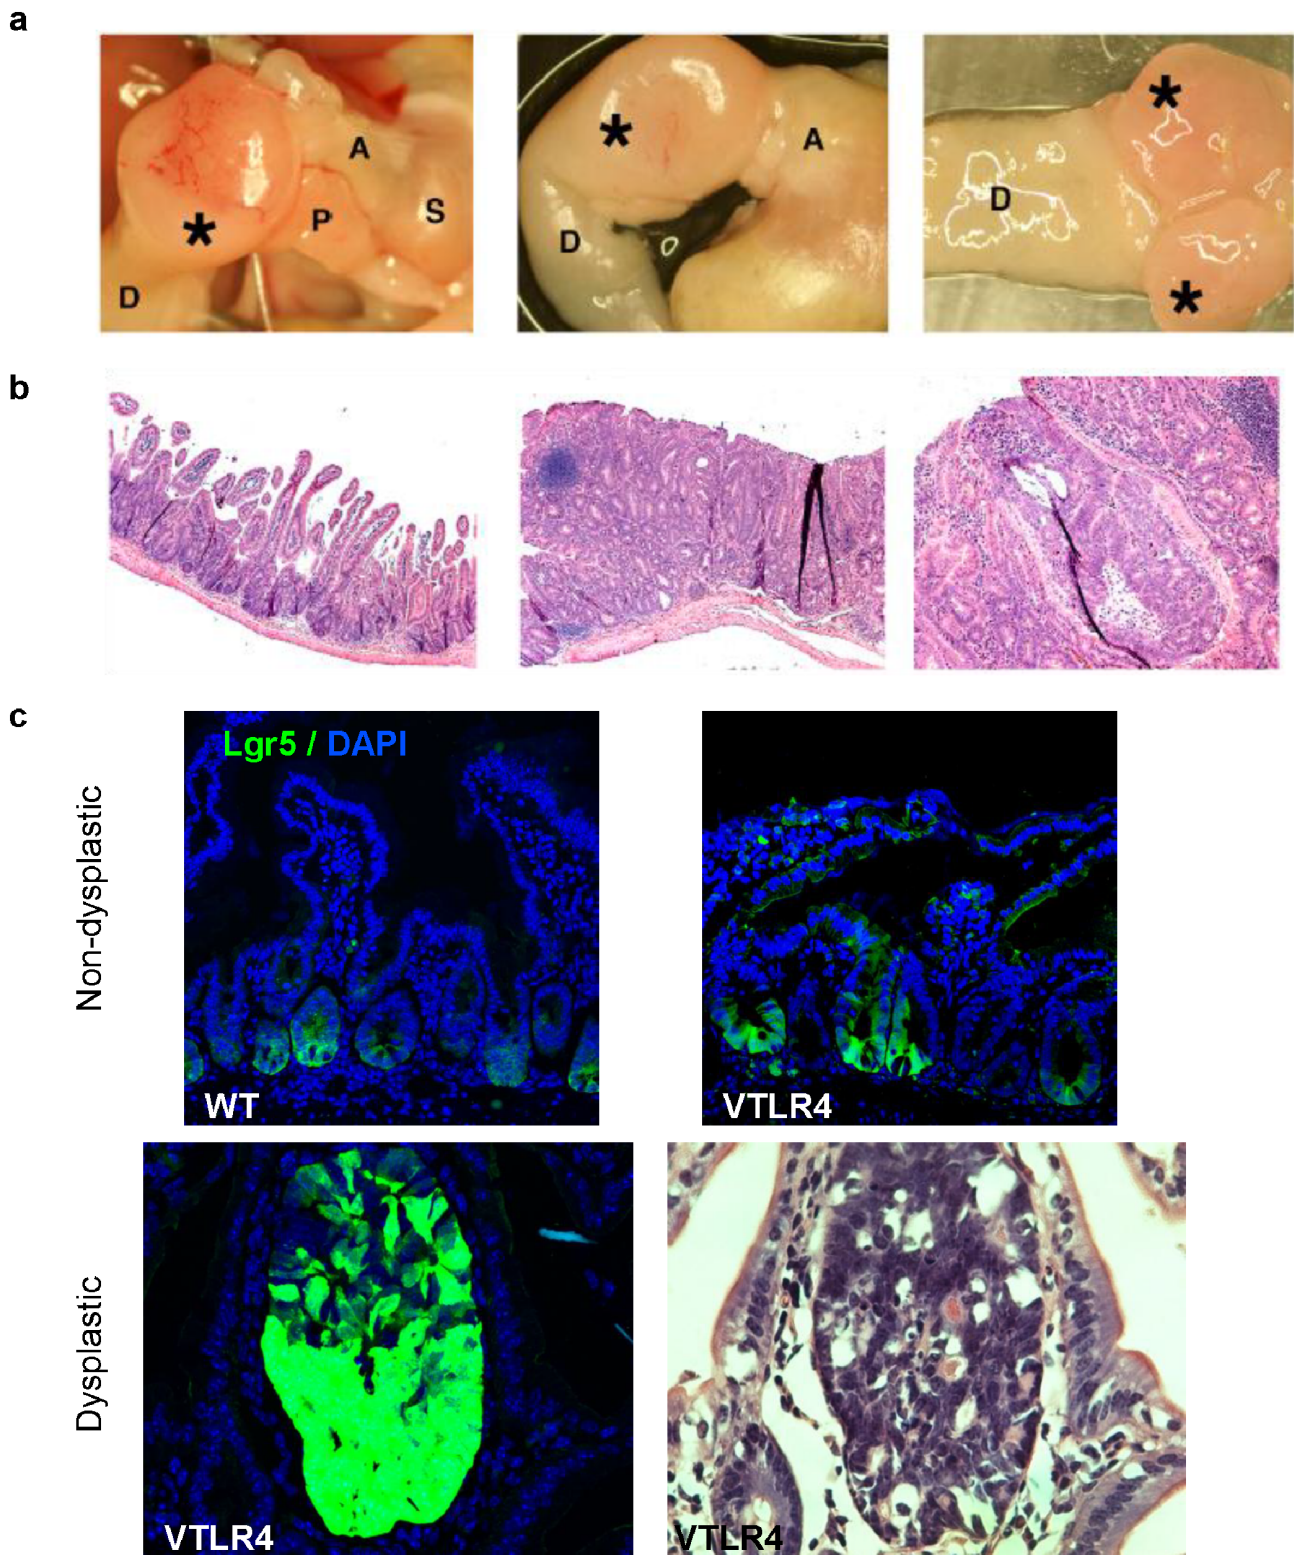 a
*
A
P
S
D
*
A
D
*
D
*
b
c
Non-dysplastic
Lgr5 / DAPI
WT
VTLR4
Dysplastic
VTLR4
VTLR4